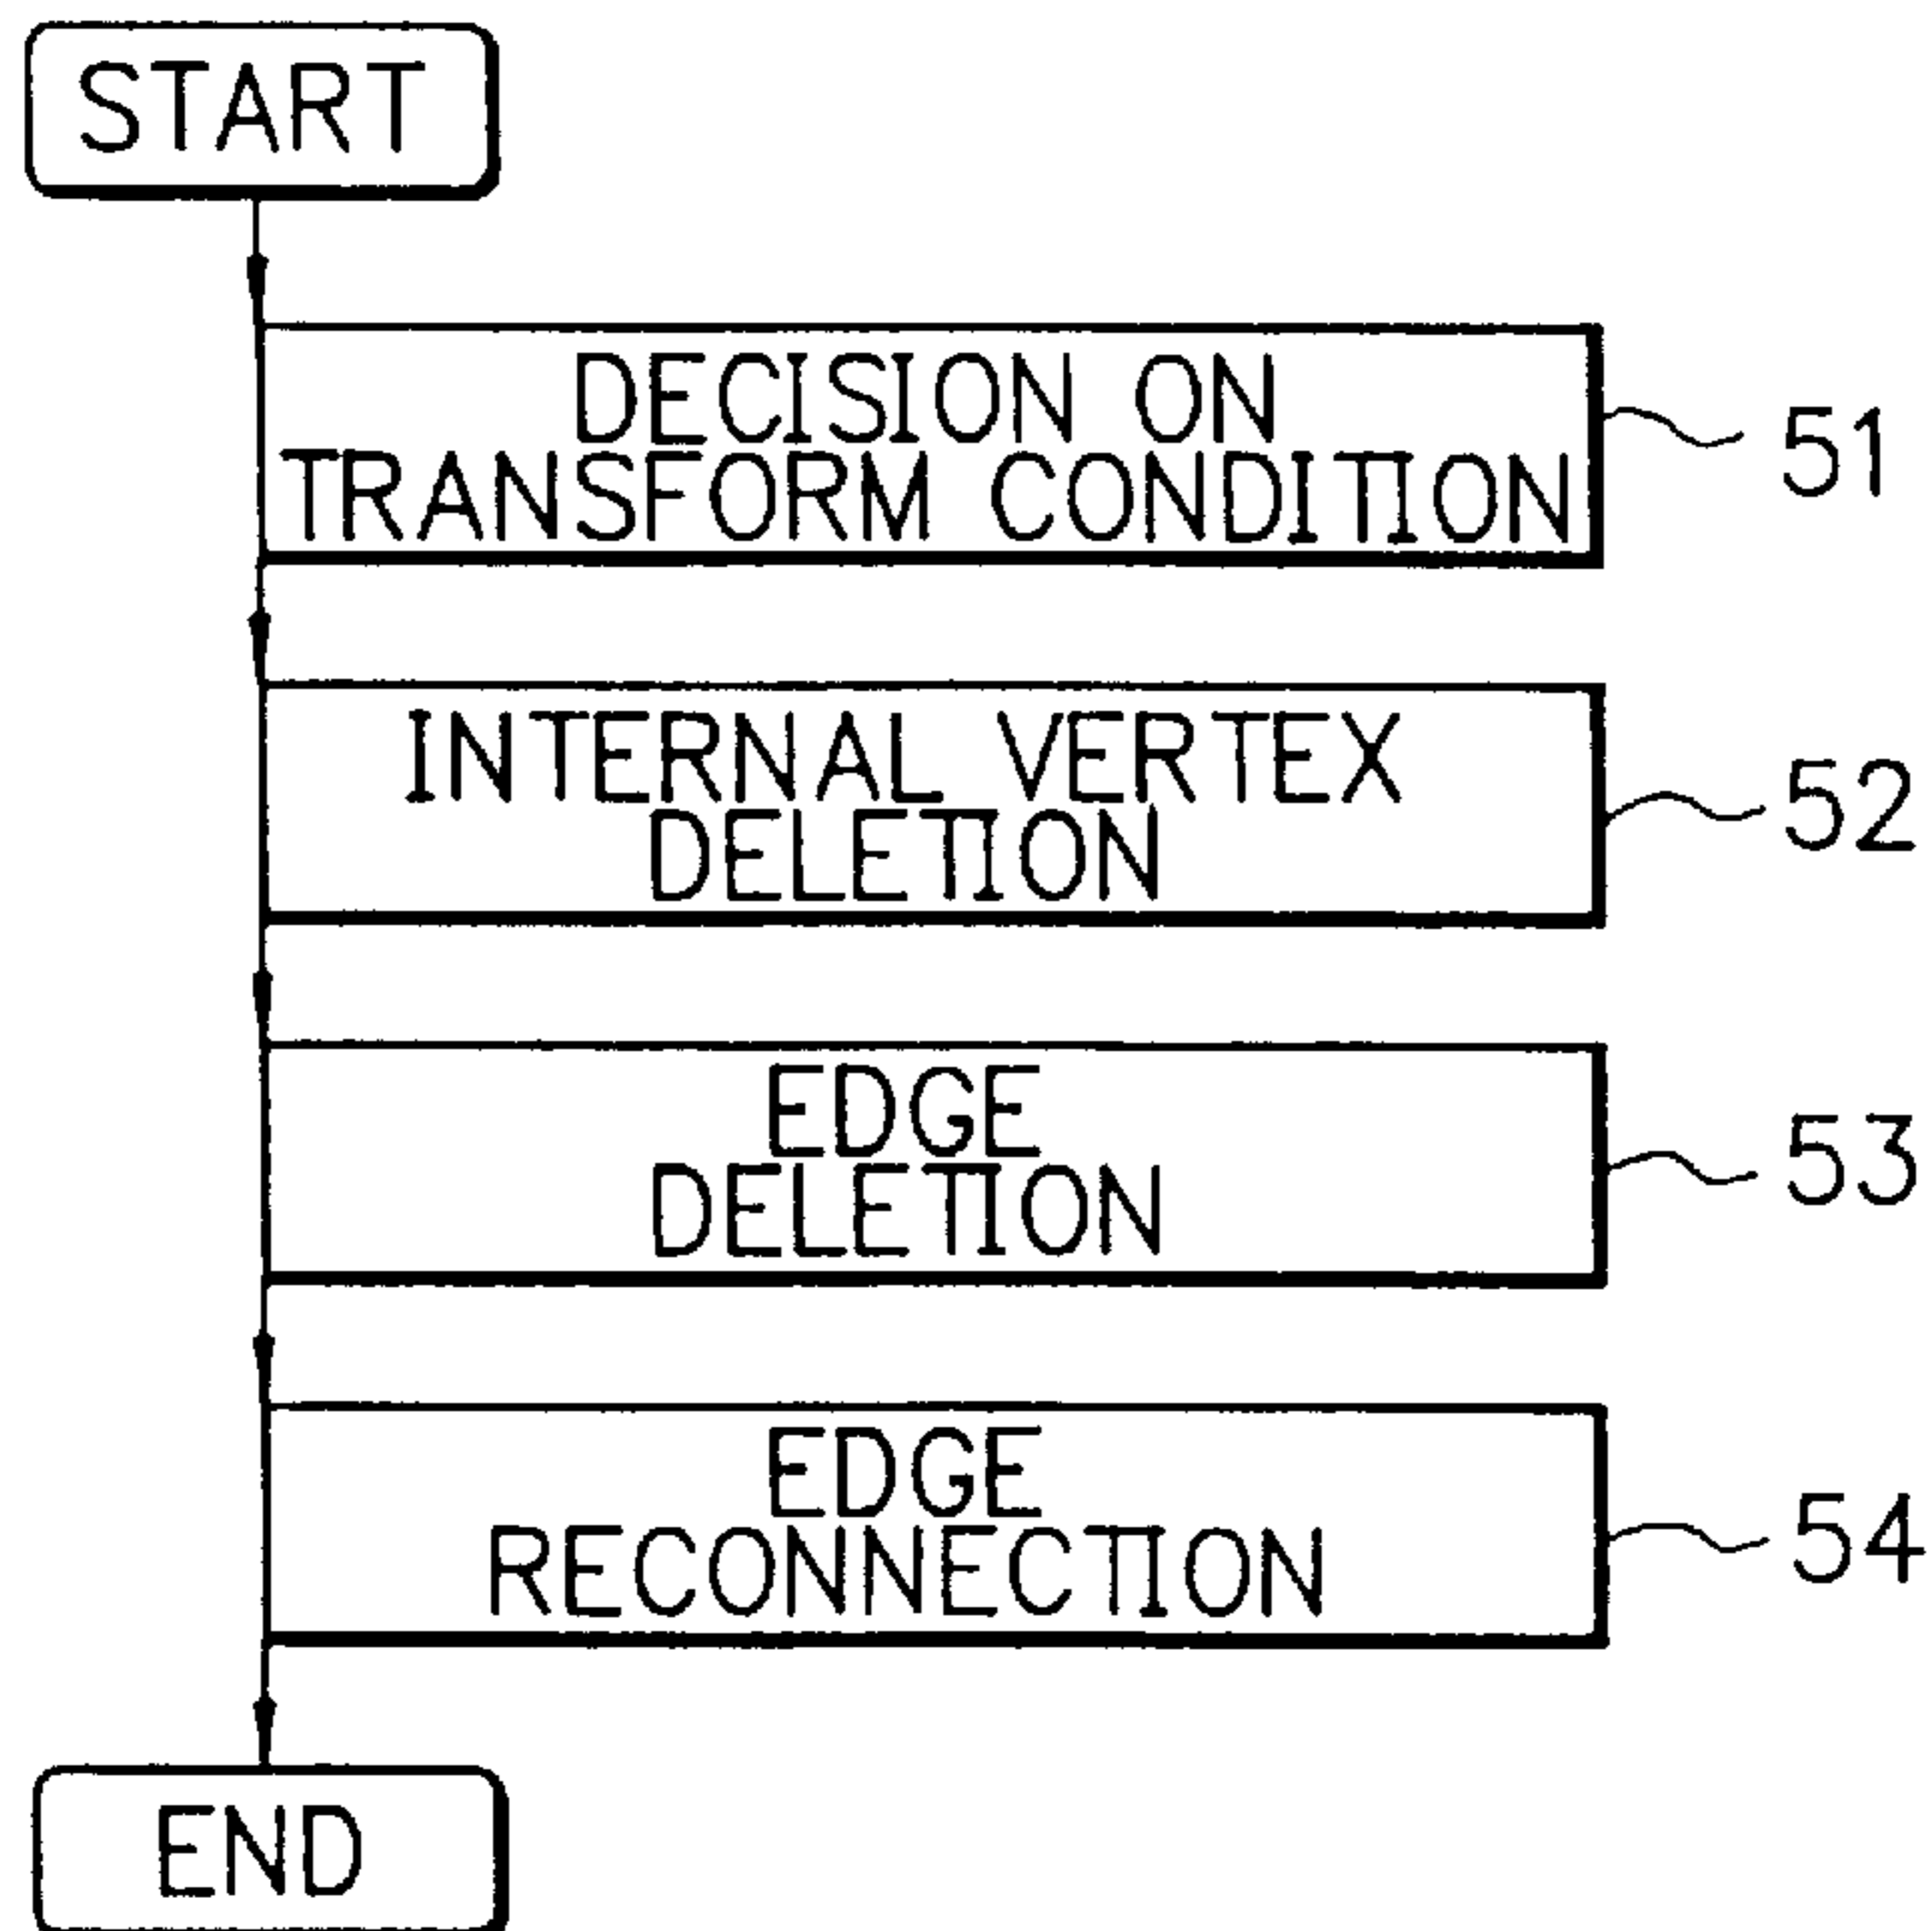 START
DECISION ON
TRANSFORM CONDITION
51
INTERNAL VERTEX
DELETION
52
EDGE
DELETION
53
EDGE
RECONNECTION
54
END